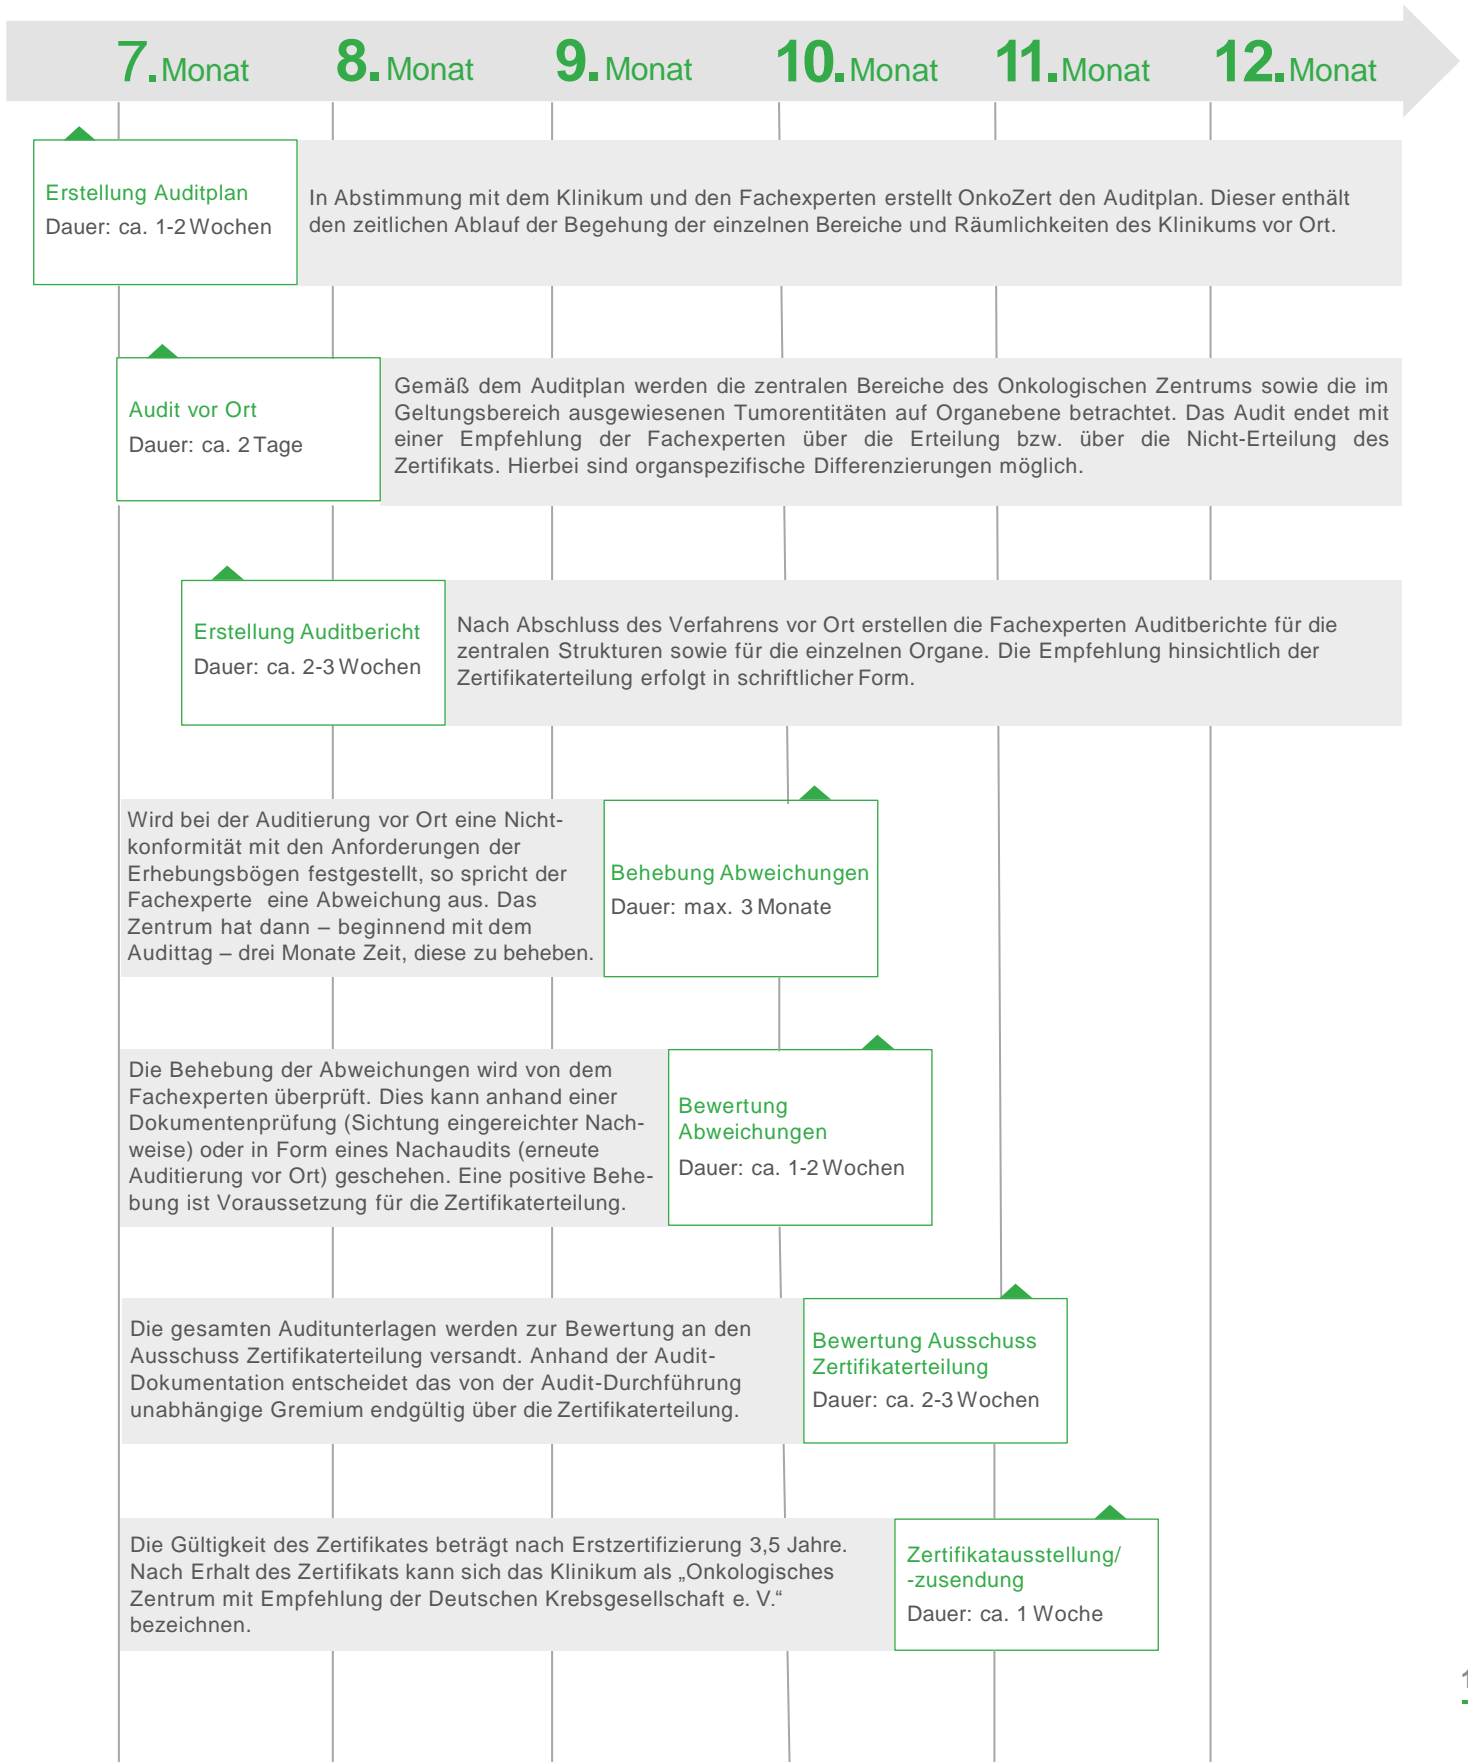 7. Monat 8. Monat 9. Monat 10. Monat 11. Monat 12. Monat
Erstellung Auditplan
Dauer: ca. 1-2 Wochen
In Abstimmung mit dem Klinikum und den Fachexperten erstellt OnkoZert den Auditplan. Dieser enthält
den zeitlichen Ablauf der Begehung der einzelnen Bereiche und Räumlichkeiten des Klinikums vor Ort.
Audit vor Ort
Dauer: ca. 2 Tage
Gemäß dem Auditplan werden die zentralen Bereiche des Onkologischen Zentrums sowie die im
Geltungsbereich ausgewiesenen Tumorentitäten auf Organebene betrachtet. Das Audit endet mit
einer Empfehlung der Fachexperten über die Erteilung bzw. über die Nicht-Erteilung des
Zertifikats. Hierbei sind organspezifische Differenzierungen möglich.
Erstellung Auditbericht
Dauer: ca. 2-3 Wochen
Nach Abschluss des Verfahrens vor Ort erstellen die Fachexperten Auditberichte für die
zentralen Strukturen sowie für die einzelnen Organe. Die Empfehlung hinsichtlich der
Zertifikaterteilung erfolgt in schriftlicher Form.
Wird bei der Auditierung vor Ort eine Nicht-
konformität mit den Anforderungen der
Erhebungsbögen festgestellt, so spricht der
Fachexperte eine Abweichung aus. Das
Zentrum hat dann – beginnend mit dem
Audittag – drei Monate Zeit, diese zu beheben.
Behebung Abweichungen
Dauer: max. 3 Monate
Die Behebung der Abweichungen wird von dem
Fachexperten überprüft. Dies kann anhand einer
Dokumentenprüfung (Sichtung eingereichter Nach-
weise) oder in Form eines Nachaudits (erneute
Auditierung vor Ort) geschehen. Eine positive Behe-
bung ist Voraussetzung für die Zertifikaterteilung.
Bewertung
Abweichungen
Dauer: ca. 1-2 Wochen
Die gesamten Auditunterlagen werden zur Bewertung an den
Ausschuss Zertifikaterteilung versandt. Anhand der Audit-
Dokumentation entscheidet das von der Audit-Durchführung
unabhängige Gremium endgültig über die Zertifikaterteilung.
Bewertung Ausschuss
Zertifikaterteilung
Dauer: ca. 2-3 Wochen
Die Gültigkeit des Zertifikates beträgt nach Erstzertifizierung 3,5 Jahre.
Nach Erhalt des Zertifikats kann sich das Klinikum als „Onkologisches
Zentrum mit Empfehlung der Deutschen Krebsgesellschaft e. V.“
bezeichnen.
Zertifikatausstellung/
-zusendung
Dauer: ca. 1 Woche